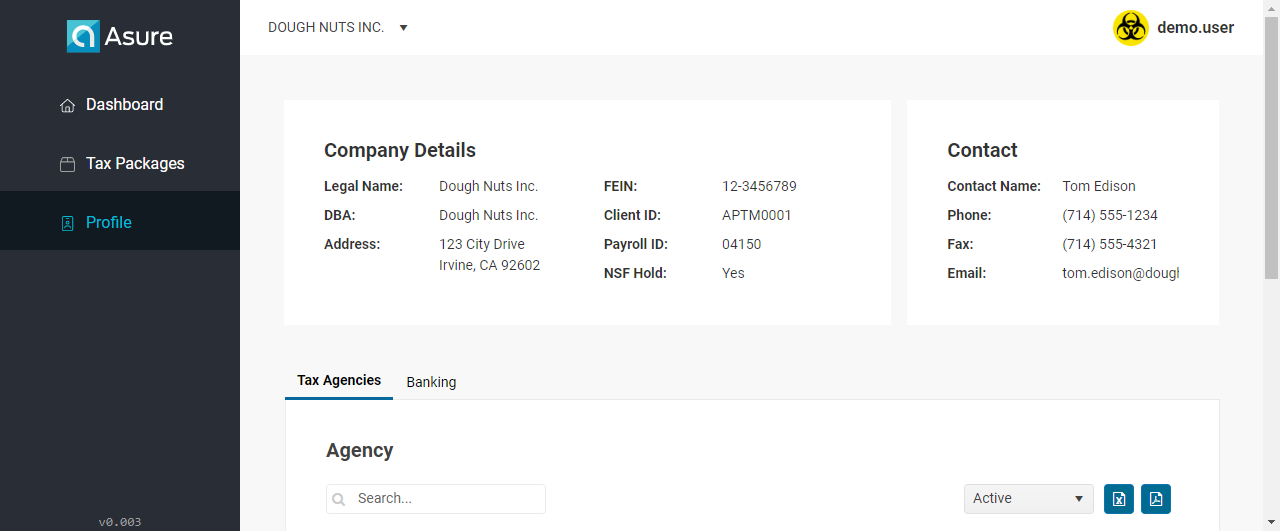 Asure
DOUGH NUTS INC.
demo.user
Dashboard
Tax Packages
Profile
v0.003
Company Details
Legal Name: Dough Nuts Inc. FEIN: 12-3456789
DBA: Dough Nuts Inc. Client ID: APTM0001
Address: 123 City Drive Payroll ID: 04150
Irvine, CA 92602
NSF Hold: Yes
Contact
Contact Name: Tom Edison
Phone: (714) 555-1234
Fax: (714) 555-4321
Email: tom.edison@dough
Tax Agencies Banking
Agency
Search... Active